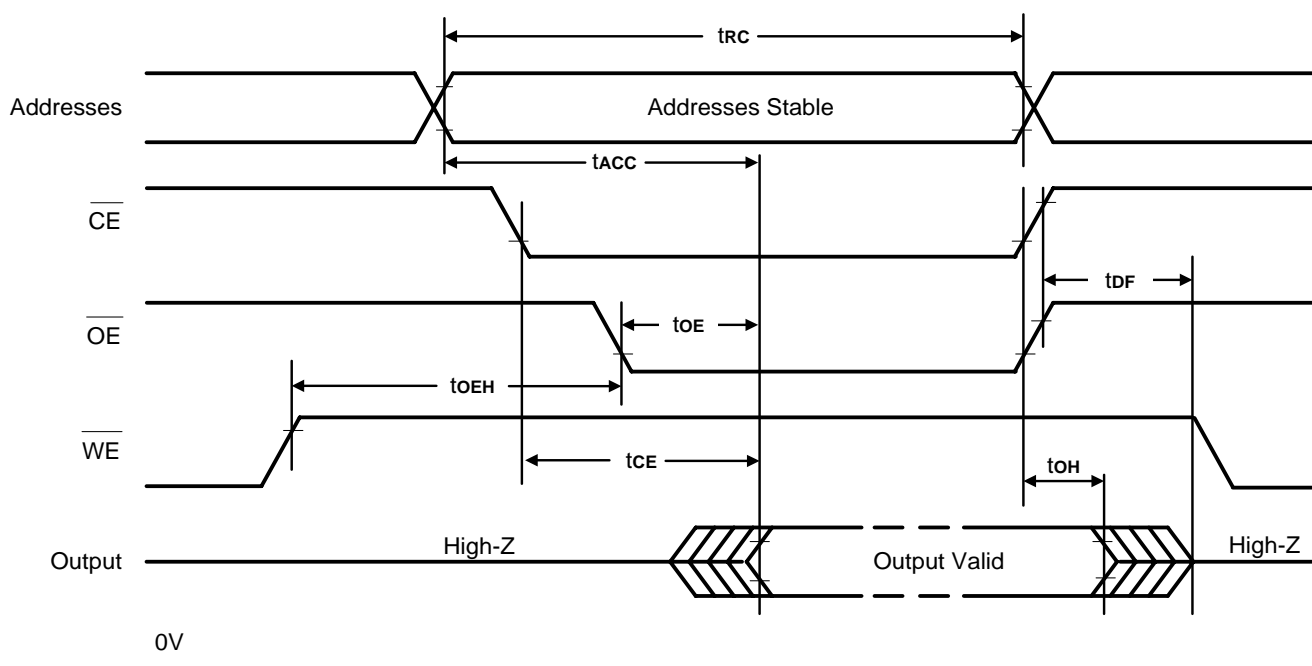 tRC
Addresses
Addresses Stable
tACC
CE
tDF
OE
tOE
tOEH
WE
tCE
tOH
High-Z
High-Z
Output
Output Valid
0V